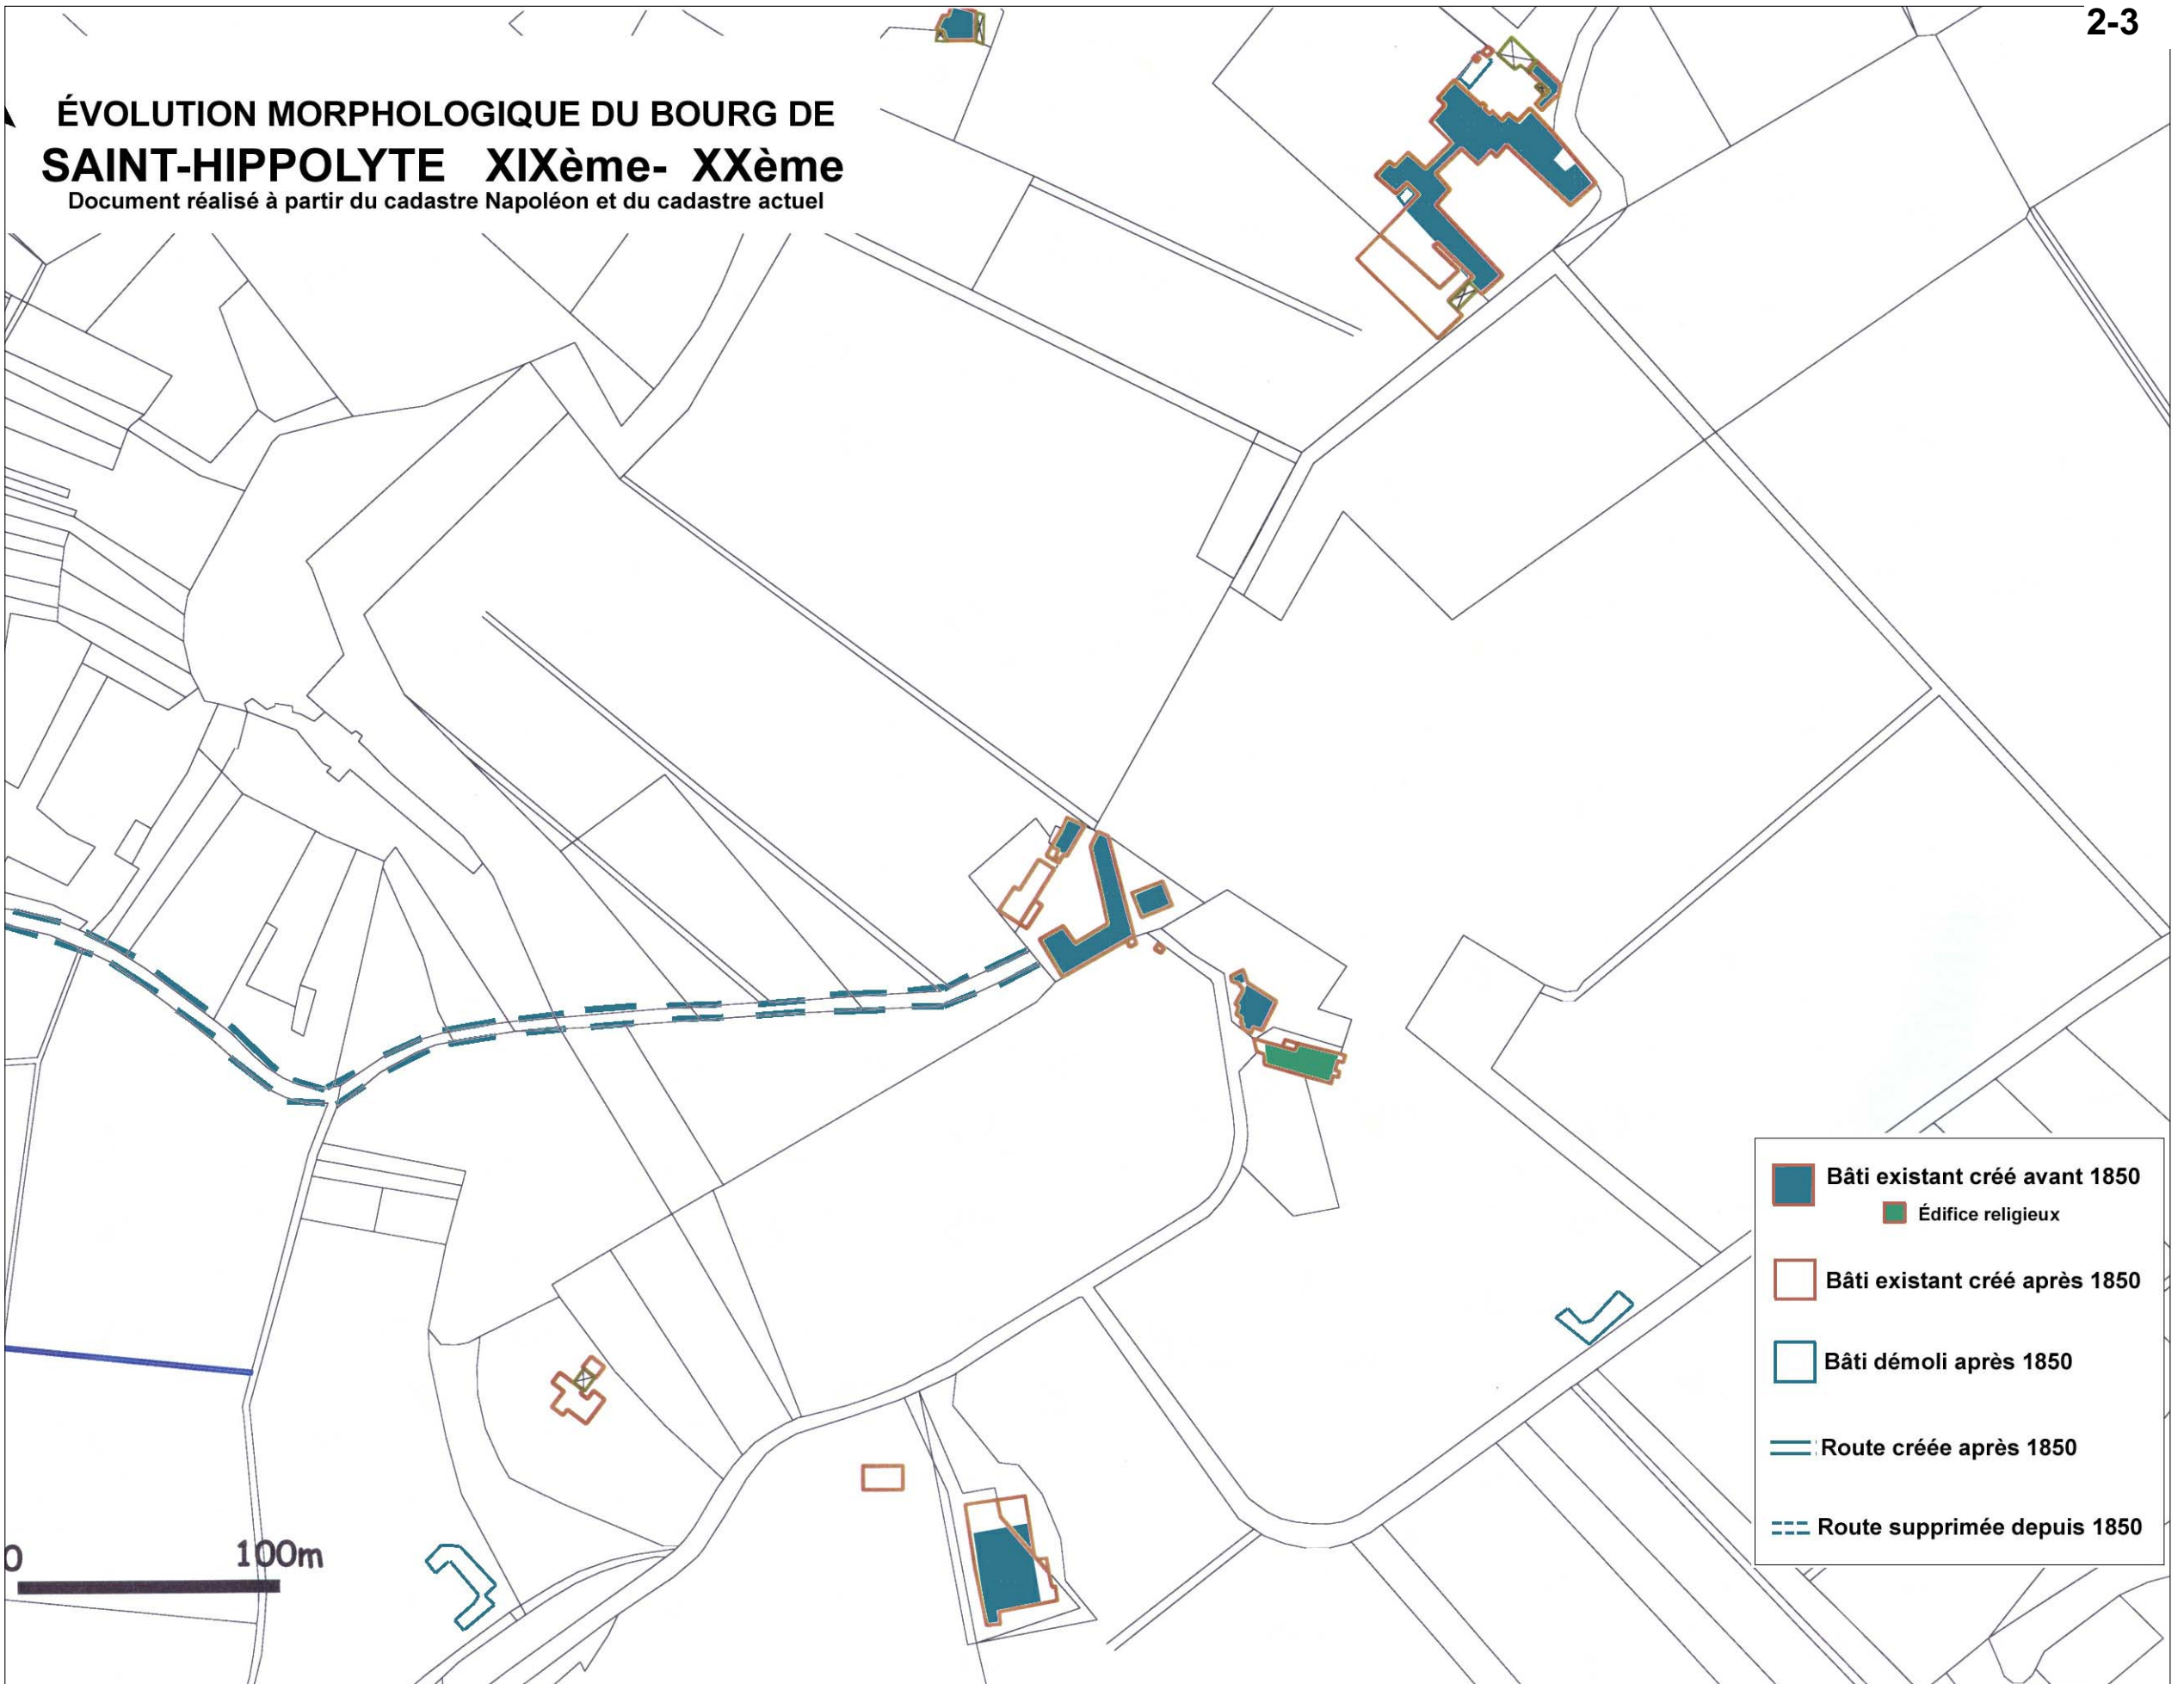 2-3
ÉVOLUTION MORPHOLOGIQUE DU BOURG DE
SAINT-HIPPOLYTE XIXème- XXème
Document réalisé à partir du cadastre Napoléon et du cadastre actuel
Bâti existant créé avant 1850
Édifice religieux
Bâti existant créé après 1850
Bâti démoli après 1850
Route créée après 1850
Route supprimée depuis 1850
0 100m